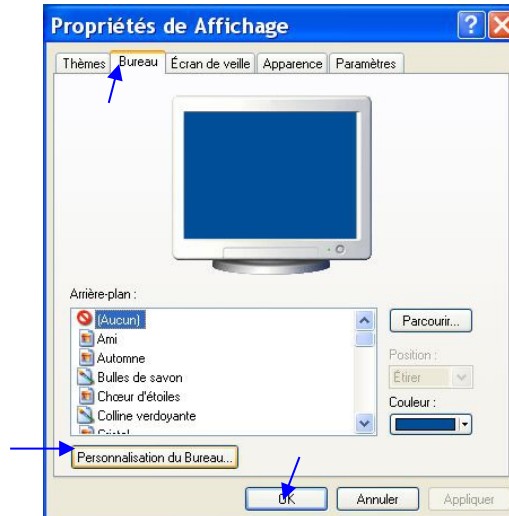 Propriétés de Affichage
Thèmes Bureau Écran de veille Apparence Paramètres
Arrière-plan :
(Aucun)
Ami
Automne
Bulles de savon
Chœur d'étoiles
Colline verdoyante
Cristal
Parcourir...
Position :
Étirer
Couleur :
Personnalisation du Bureau...
OK Annuler Appliquer